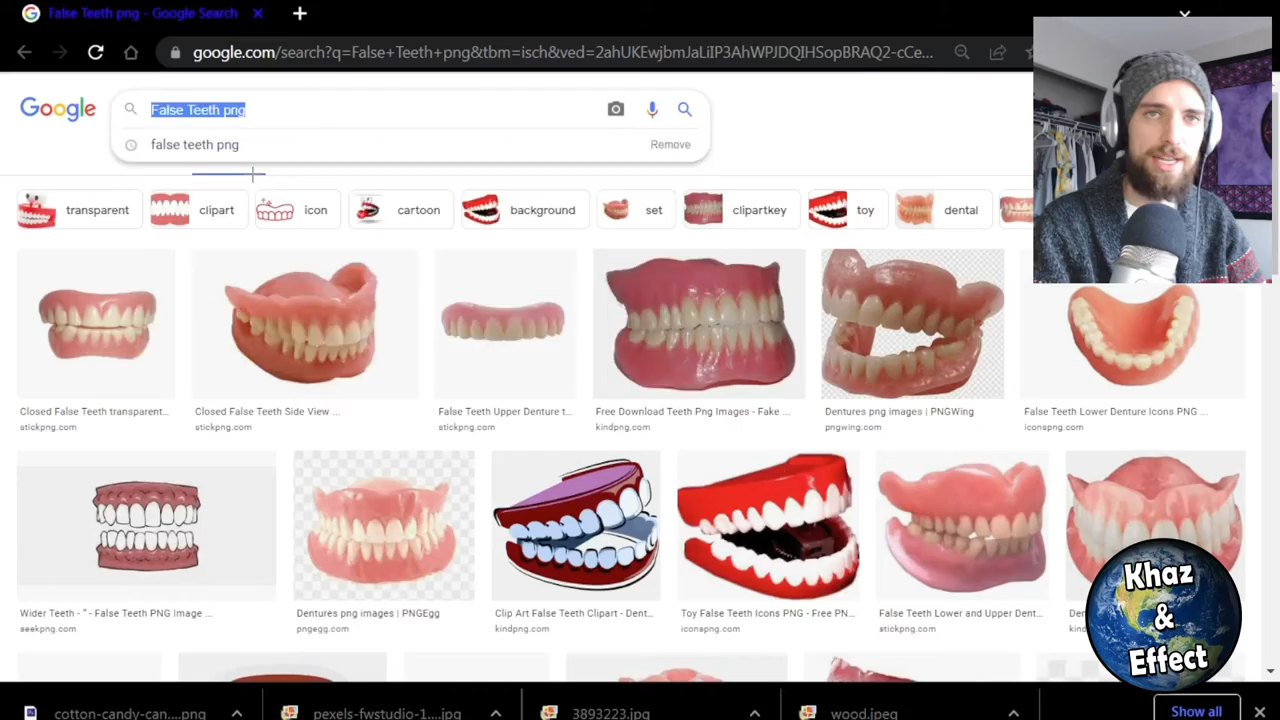 False Teeth png - Google Search
google.com/search?q=False+Teeth+png&tbm=isch&ved=2ahUKEwjbmJaLiIP3AhWPJDQIHSopBRAQ2-cCe...
Google
False Teeth png
false teeth png
Remove
transparent
clipart
icon
cartoon
background
set
clipartkey
toy
dental
Closed False Teeth transparent...
stickpng.com
Closed False Teeth Side View ...
stickpng.com
False Teeth Upper Denture t...
stickpng.com
Free Download Teeth Png Images - Fake ...
kindpng.com
Dentures png images | PNGWing
pngwing.com
False Teeth Lower Denture Icons PNG ...
iconspng.com
Wider Teeth - " - False Teeth PNG Image ...
seekpng.com
Dentures png images | PNGEgg
pngegg.com
Clip Art False Teeth Clipart - Dent...
kindpng.com
Toy False Teeth Icons PNG - Free PN...
iconspng.com
False Teeth Lower and Upper Dent...
stickpng.com
Khaz
&
Effect
cotton-candy-can....png
pexels-fwstudio-1....jpg
3893223.jpg
wood.jpeg
Show all